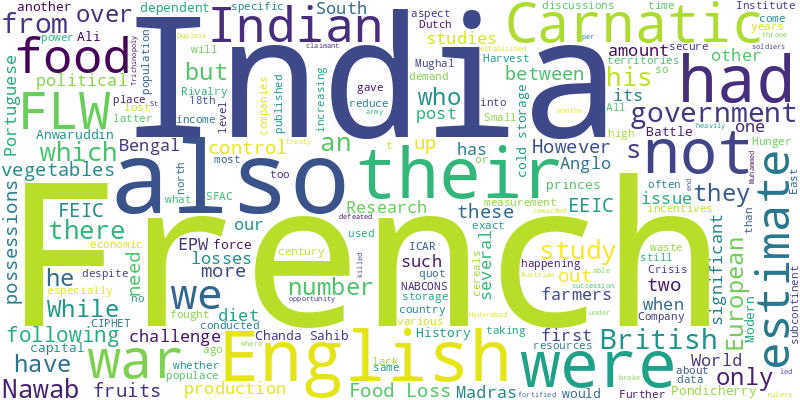 another
from
over
dependent
specific
South
Indian
discussions
time
Institute
aspect
Dutch
Carnatic
about
come
years
throne
power
Ali
studies
food
India
Mughal
Harvest
secure
Trichinopoly
population
will
Rivalry
18th
level
companies
published
increasing
gave
demand
reduce
amount
other
had
territories
so
Portuguese
political
but
between
his
its
FLW
place
lost
income
who
into
Small
cold storage
government
soldiers
Anwaruddin
latter
Bengal
control
an
post
up
has
However
Battle
one
All
high
Hunger
which
also
their
not
s
vegetables
most
or
Anglo
they
north
too
these
princes
often
than
Muhammed
East
possessions
FEIC
there
what
SFAC
our
Research
measurement
EEIC
issue
incentives
estimate
economic
EPW
force
used
several
exact
study
waste
significant
European
Modern
subcontinent
he
despite
losses
century
ICAR
such
quot
happening
still
Crisis
we
need
more
number
defeated
NABCONS
cereals
out
farmers
two
when
Company
especially
no
opportunity
killed
storage
Austrian
able
succession
under
While
CIPHET
fought
conducted
country
Hyderabad
following
challenge
diet
Chanda Sahib
various
History
taking
first
British
French
have
capital
war
ago
where
English
lack
were
World
only
data
led
Nawab
fruits
whether
populace
same
Food Loss
Madras
resources
would
Pondicherry
production
broke
fortified
Further
rulers
heavily
per
months
end
treaty
army
established
claimant
rewarded
Dupleix
st
t